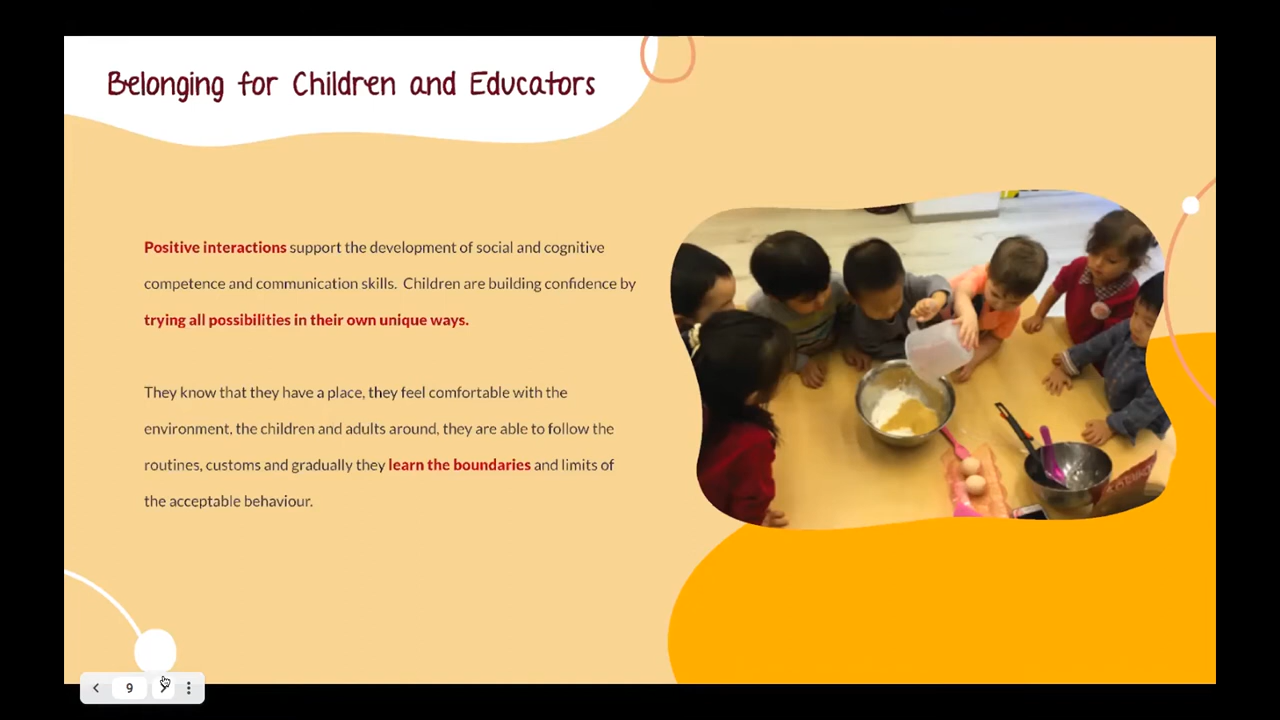 Belonging for Children and Educators
Positive interactions support the development of social and cognitive
competence and communication skills.  Children are building confidence by
trying all possibilities in their own unique ways.
They know that they have a place, they feel comfortable with the
environment, the children and adults around, they are able to follow the
routines, customs and gradually they learn the boundaries and limits of
the acceptable behaviour.
9